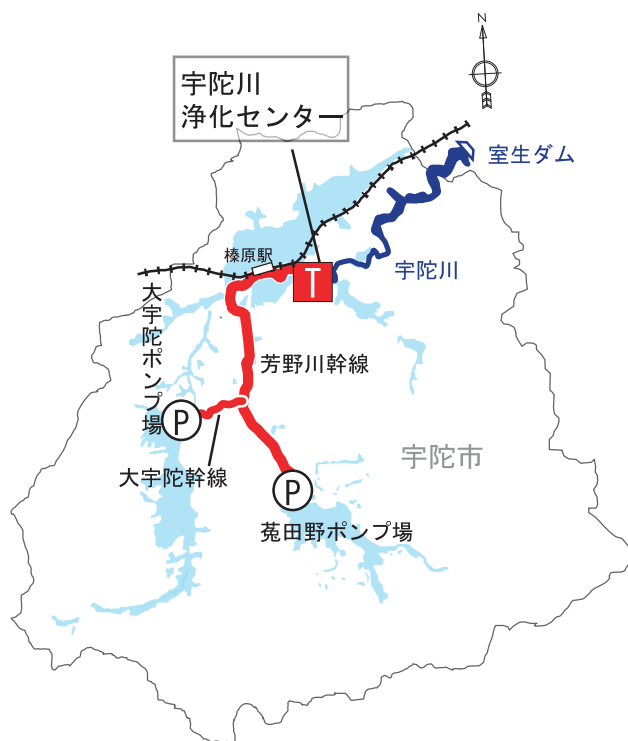 N
宇陀川
浄化センター
室生ダム
榛原駅
宇陀川
T
大宇陀ポンプ場
芳野川幹線
P
大宇陀幹線
宇陀市
P
菟田野ポンプ場